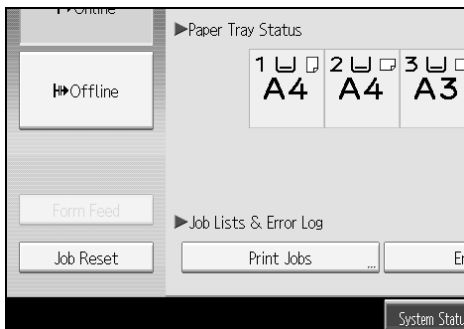 Online
▶Paper Tray Status
1 2 3
A4 A4 A3
Offline
Form Feed
▶Job Lists & Error Log
Job Reset
Print Jobs ...
System